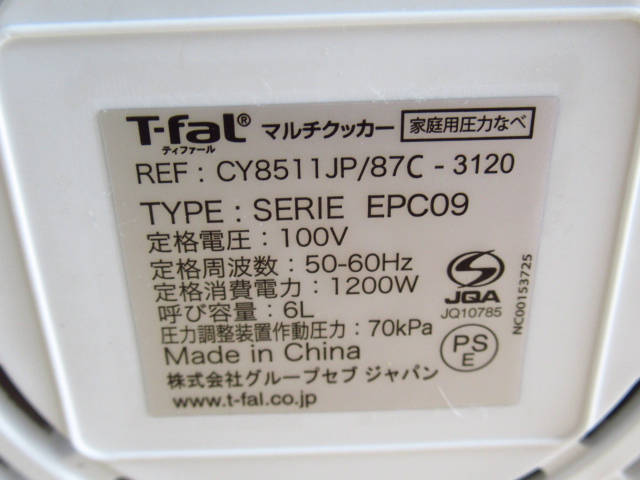 T-fal® マルチクッカー 家庭用圧力なべ
ティファール
REF : CY8511JP/87C - 3120
TYPE : SERIE EPC09
定格電圧 : 100V
定格周波数 : 50-60Hz
定格消費電力 : 1200W
呼び容量 : 6L
圧力調整装置作動圧力 : 70kPa
Made in China
株式会社グループセブ ジャパン
www.t-fal.co.jp
S
JQA
JQ10785
PS
E
NC00153725